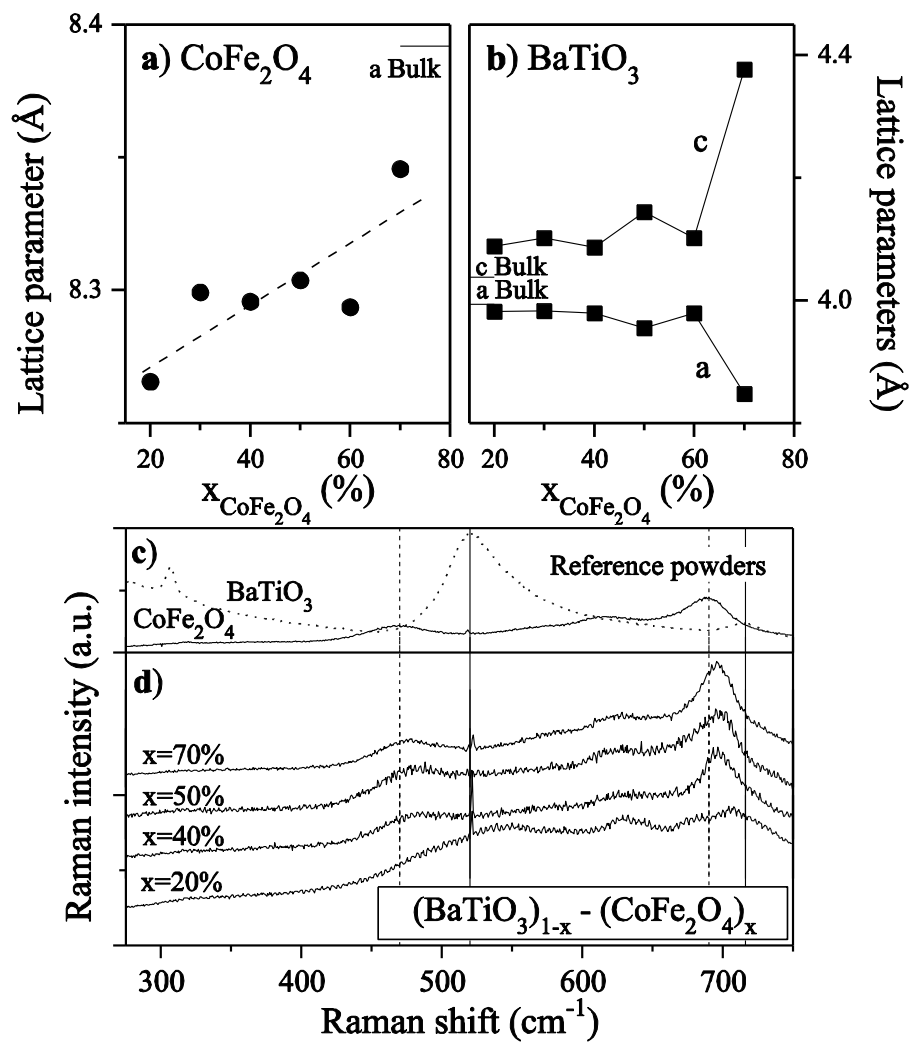 a) CoFe₂O₄
a Bulk
8.4
8.3
Lattice parameter (Å)
20 40 60 80
x CoFe₂O₄ (%)
b) BaTiO₃
c
c Bulk
a Bulk
a
4.4
4.0
Lattice parameters (Å)
20 40 60 80
x CoFe₂O₄ (%)
c)
Reference powders
BaTiO₃
CoFe₂O₄
d)
x=70%
x=50%
x=40%
x=20%
(BaTiO₃)₁₋ₓ - (CoFe₂O₄)ₓ
Raman intensity (a.u.)
300 400 500 600 700
Raman shift (cm⁻¹)